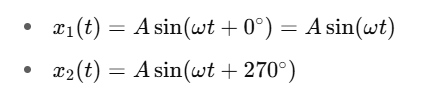 • x₁(t) = A sin(ωt + 0°) = A sin(ωt)
• x₂(t) = A sin(ωt + 270°)